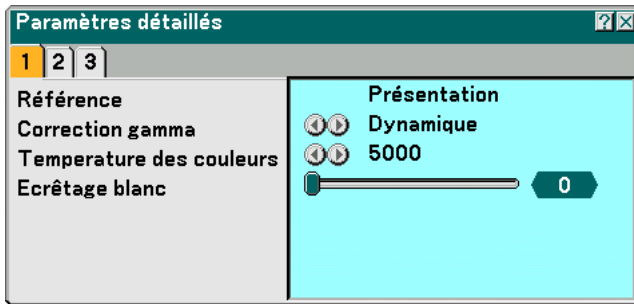 Paramètres détaillés ? X
1 2 3
Référence Présentation
Correction gamma Dynamique
Temperature des couleurs 5000
Ecrêtage blanc 0